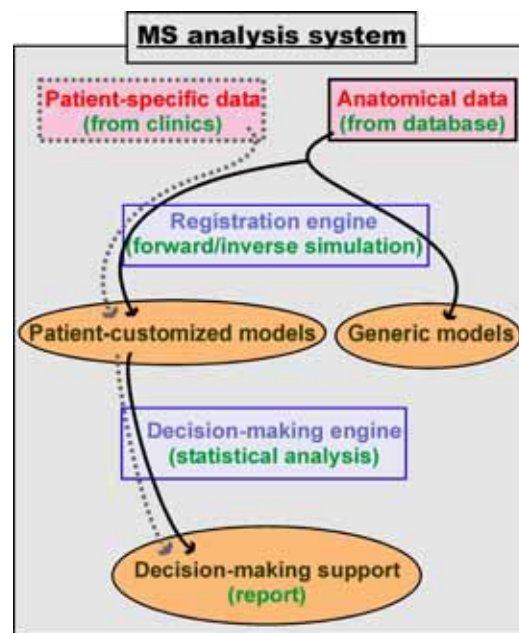 MS analysis system
Patient-specific data
(from clinics)
Anatomical data
(from database)
Registration engine
(forward/inverse simulation)
Patient-customized models
Generic models
Decision-making engine
(statistical analysis)
Decision-making support
(report)